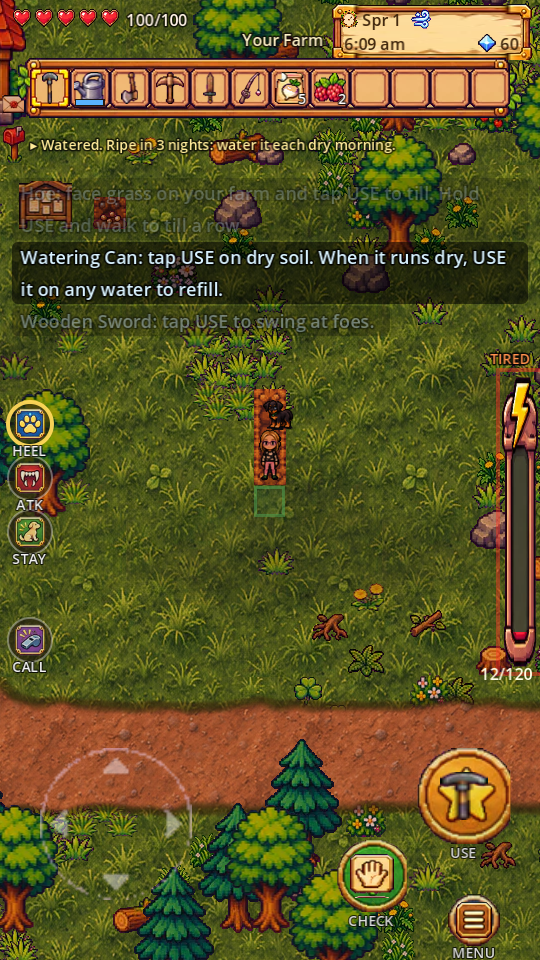 100/100
Spr 1
Your Farm
6:09 am
60
5
2
▸ Watered. Ripe in 3 nights: water it each dry morning.
Hoe: face grass on your farm and tap USE to till. Hold
USE and walk to till a row.
Watering Can: tap USE on dry soil. When it runs dry, USE
it on any water to refill.
Wooden Sword: tap USE to swing at foes.
TIRED
HEEL
ATK
STAY
CALL
12/120
USE
CHECK
MENU